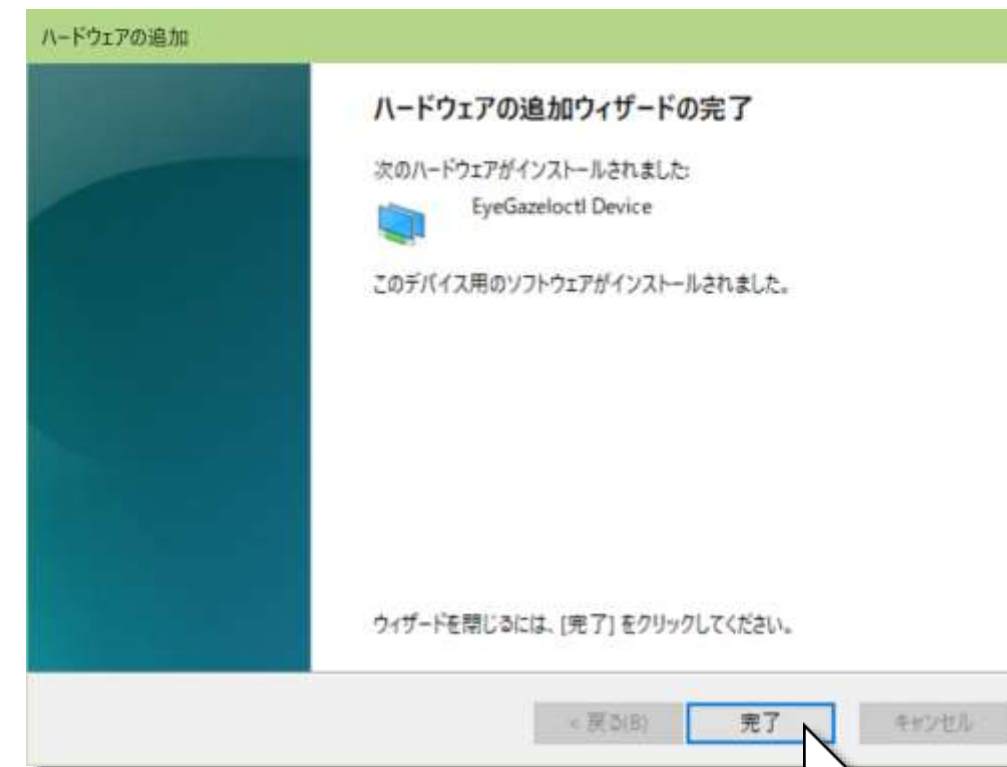 ハードウェアの追加
ハードウェアの追加ウィザードの完了
次のハードウェアがインストールされました:
EyeGazeIoctl Device
このデバイス用のソフトウェアがインストールされました。
ウィザードを閉じるには、[完了] をクリックしてください。
< 戻る(B)
完了
キャンセル